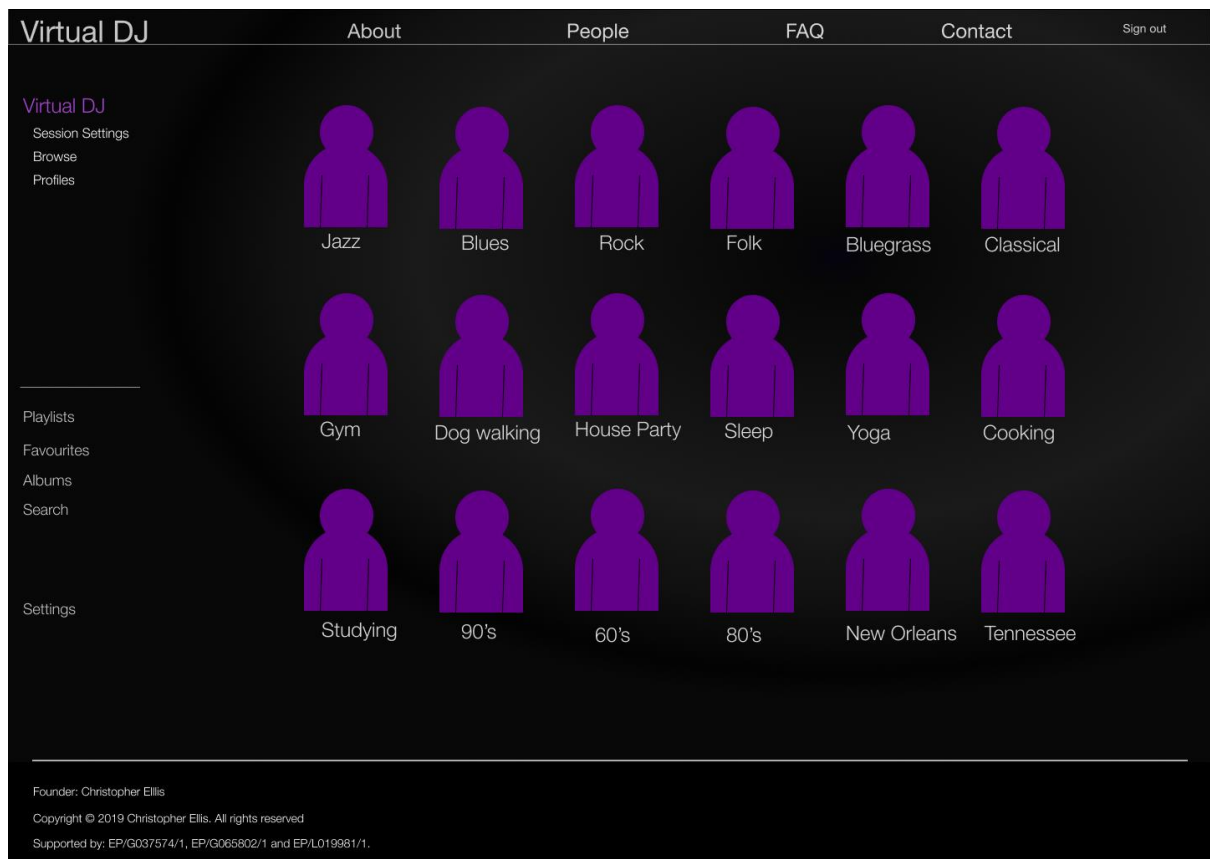 Virtual DJ About People FAQ Contact Sign out
Virtual DJ
Session Settings
Browse
Profiles
Jazz Blues Rock Folk Bluegrass Classical
Gym Dog walking House Party Sleep Yoga Cooking
Playlists
Favourites
Albums
Search
Settings
Studying 90's 60's 80's New Orleans Tennessee
Founder: Christopher Elllis
Copyright © 2019 Christopher Ellis. All rights reserved
Supported by: EP/G037574/1, EP/G065802/1 and EP/L019981/1.